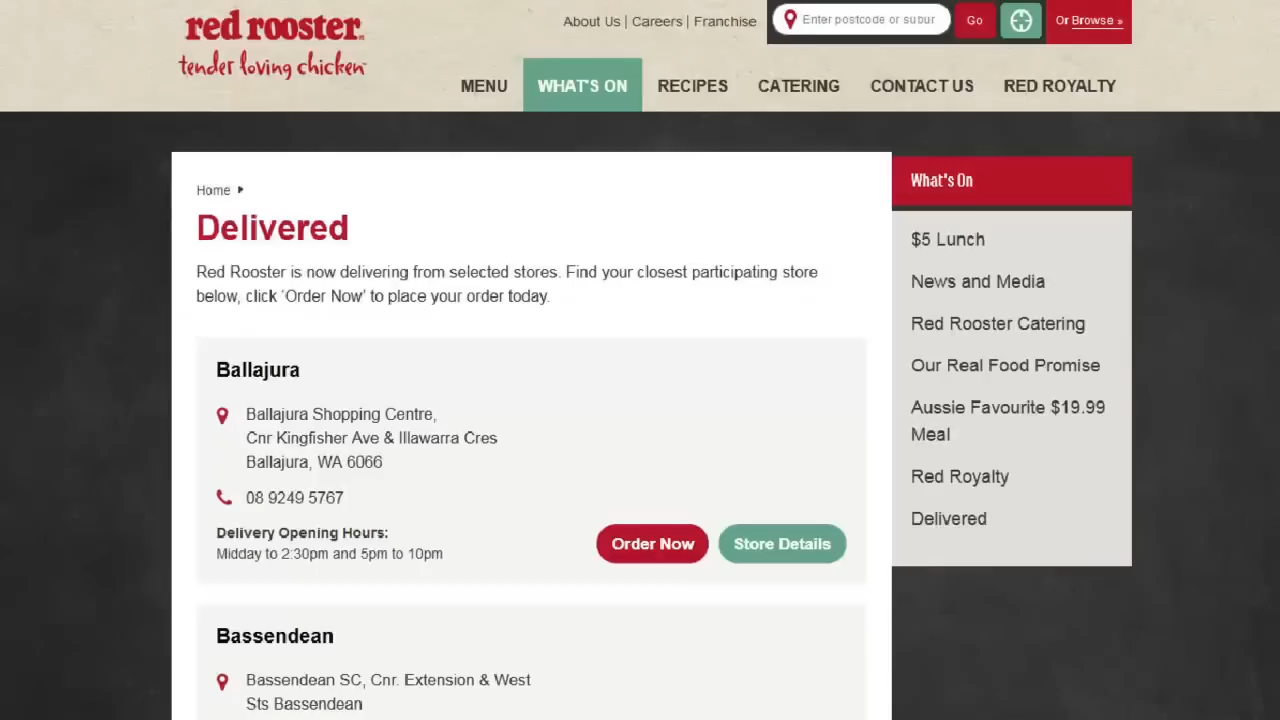 red rooster
tender loving chicken
About Us | Careers | Franchise
Enter postcode or subur
Go
Or Browse »
MENU
WHAT'S ON
RECIPES
CATERING
CONTACT US
RED ROYALTY
Home
Delivered
Red Rooster is now delivering from selected stores. Find your closest participating store
below, click 'Order Now' to place your order today.
Ballajura
Ballajura Shopping Centre,
Cnr Kingfisher Ave & Illawarra Cres
Ballajura, WA 6066
08 9249 5767
Delivery Opening Hours:
Midday to 2:30pm and 5pm to 10pm
Order Now
Store Details
Bassendean
Bassendean SC, Cnr. Extension & West
Sts Bassendean
What's On
$5 Lunch
News and Media
Red Rooster Catering
Our Real Food Promise
Aussie Favourite $19.99
Meal
Red Royalty
Delivered